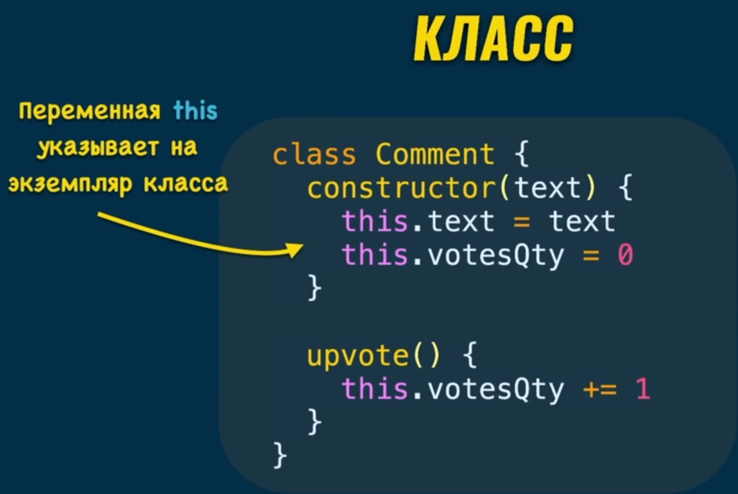 КЛАСС
Переменная this
указывает на
экземпляр класса
class Comment {
  constructor(text) {
    this.text = text
    this.votesQty = 0
  }

  upvote() {
    this.votesQty += 1
  }
}